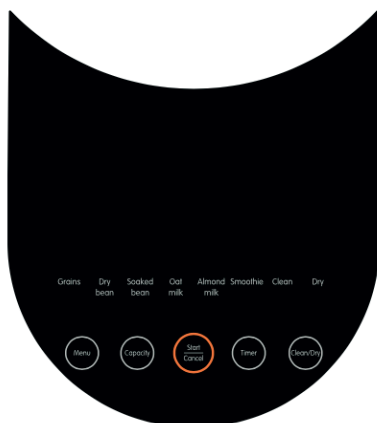 Grains Dry bean Soaked bean Oat milk Almond milk Smoothie Clean Dry
Menu Capacity Start Cancel Timer Clean/Dry